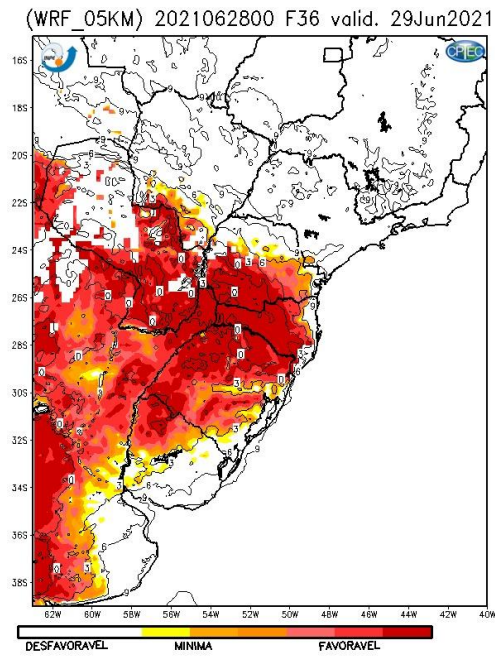 (WRF_05KM) 2021062800 F36 valid. 29Jun2021
CPTEC
16S
18S
20S
22S
24S
26S
28S
30S
32S
34S
36S
38S
62W 60W 58W 56W 54W 52W 50W 48W 46W 44W 42W 40W
DESFAVORAVEL MINIMA FAVORAVEL